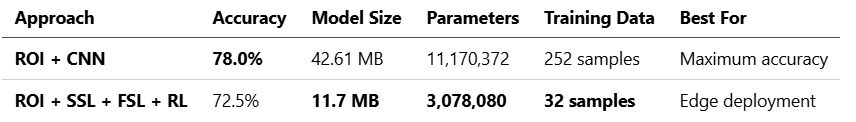 Approach Accuracy Model Size Parameters Training Data Best For
ROI + CNN 78.0% 42.61 MB 11,170,372 252 samples Maximum accuracy
ROI + SSL + FSL + RL 72.5% 11.7 MB 3,078,080 32 samples Edge deployment